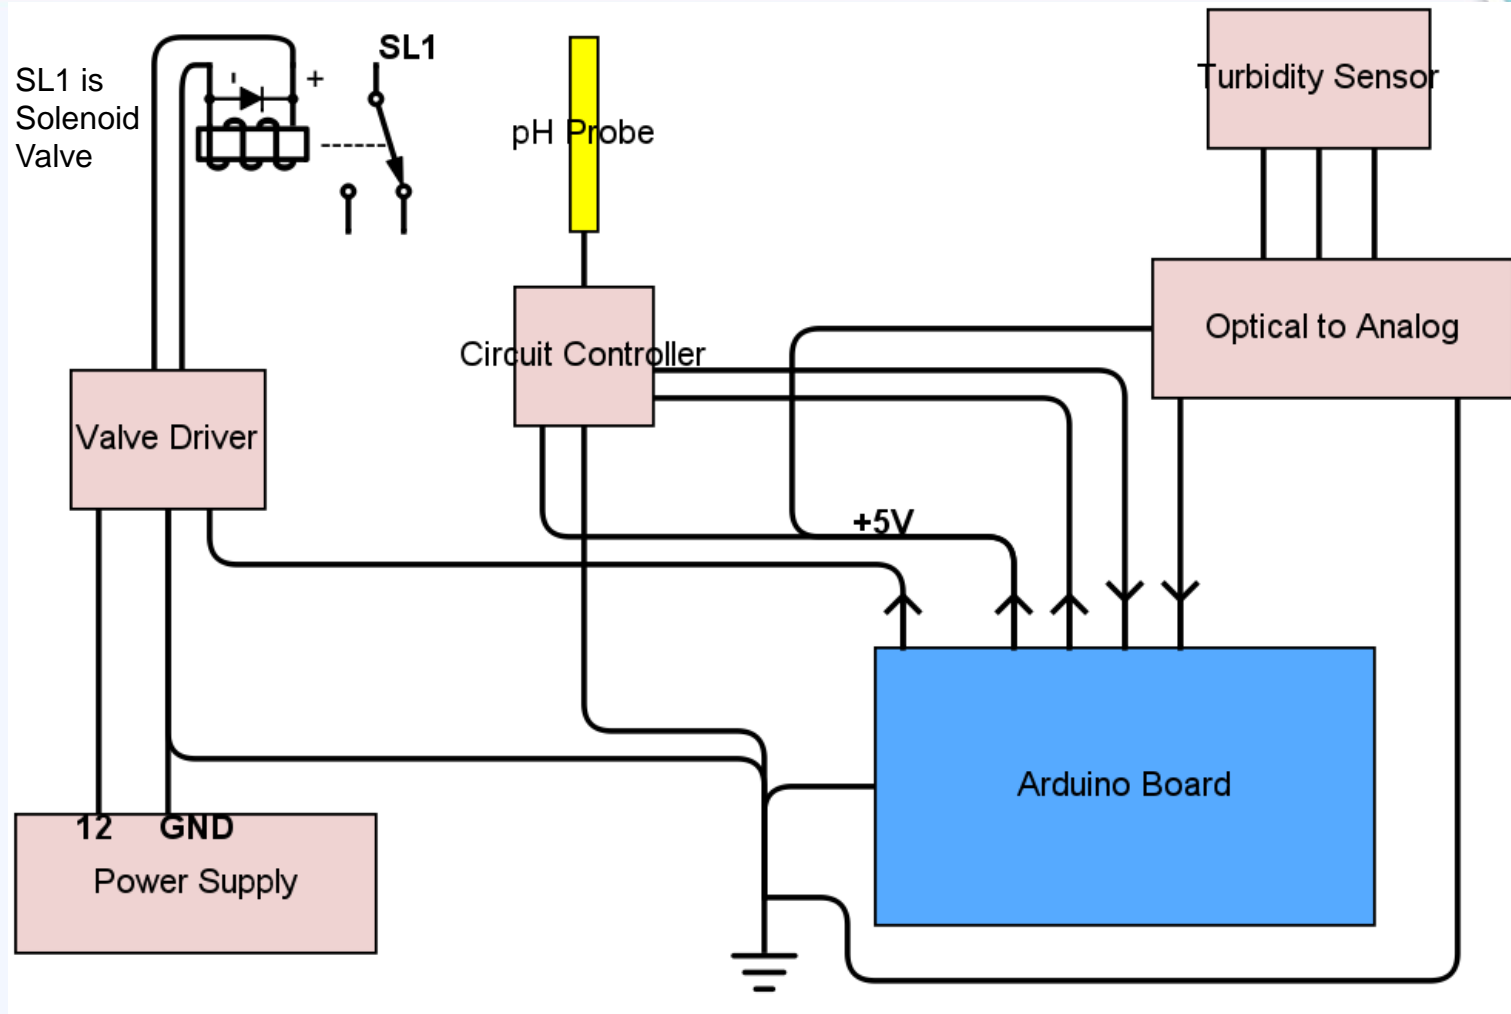 SL1
Turbidity Sensor
-
+
SL1 is
Solenoid
Valve
pH Probe
Optical to Analog
Circuit Controller
Valve Driver
+5V
Arduino Board
12
GND
Power Supply